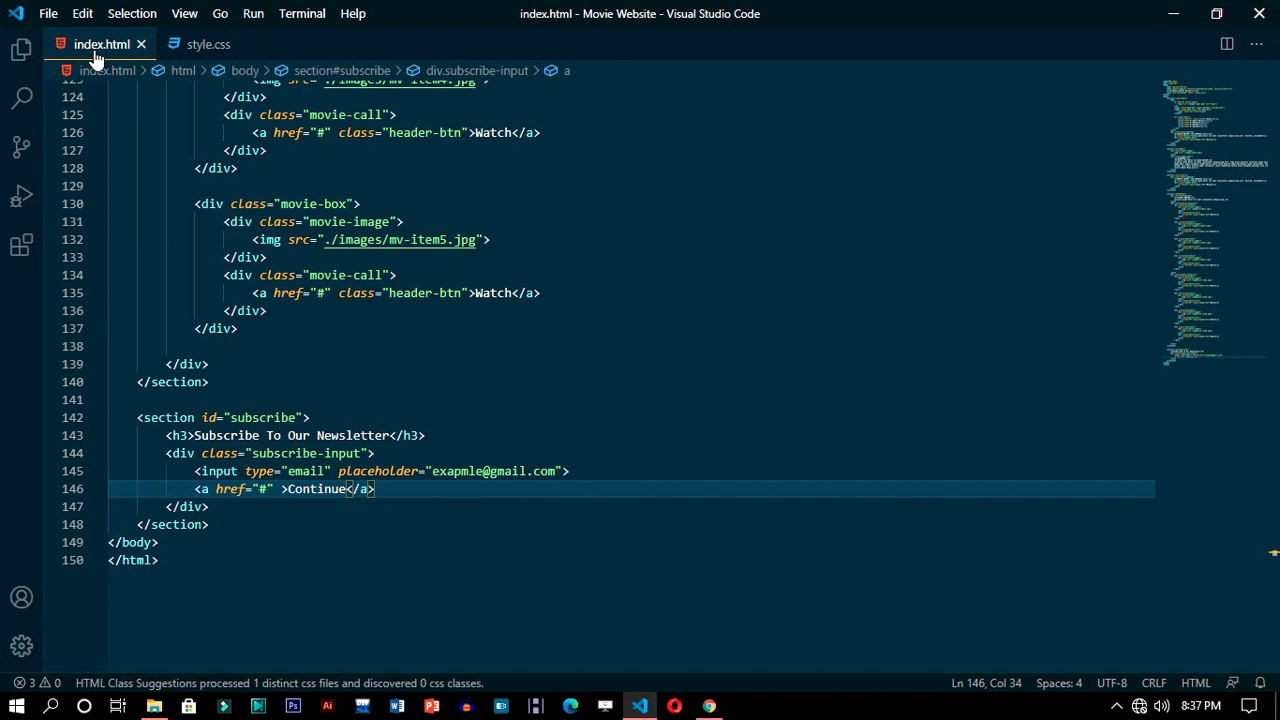 File Edit Selection View Go Run Terminal Help index.html - Movie Website - Visual Studio Code
index.html style.css
index.html > html > body > section#subscribe > div.subscribe-input > a
123 <img src="./images/mv-item4.jpg">
124 </div>
125 <div class="movie-call">
126 <a href="#" class="header-btn">Watch</a>
127 </div>
128 </div>
129
130 <div class="movie-box">
131 <div class="movie-image">
132 <img src="./images/mv-item5.jpg">
133 </div>
134 <div class="movie-call">
135 <a href="#" class="header-btn">Watch</a>
136 </div>
137 </div>
138
139 </div>
140 </section>
141
142 <section id="subscribe">
143 <h3>Subscribe To Our Newsletter</h3>
144 <div class="subscribe-input">
145 <input type="email" placeholder="exapmle@gmail.com">
146 <a href="#" >Continue</a>
147 </div>
148 </section>
149 </body>
150 </html>
3 0 HTML Class Suggestions processed 1 distinct css files and discovered 0 css classes. Ln 146, Col 34 Spaces: 4 UTF-8 CRLF HTML
8:37 PM